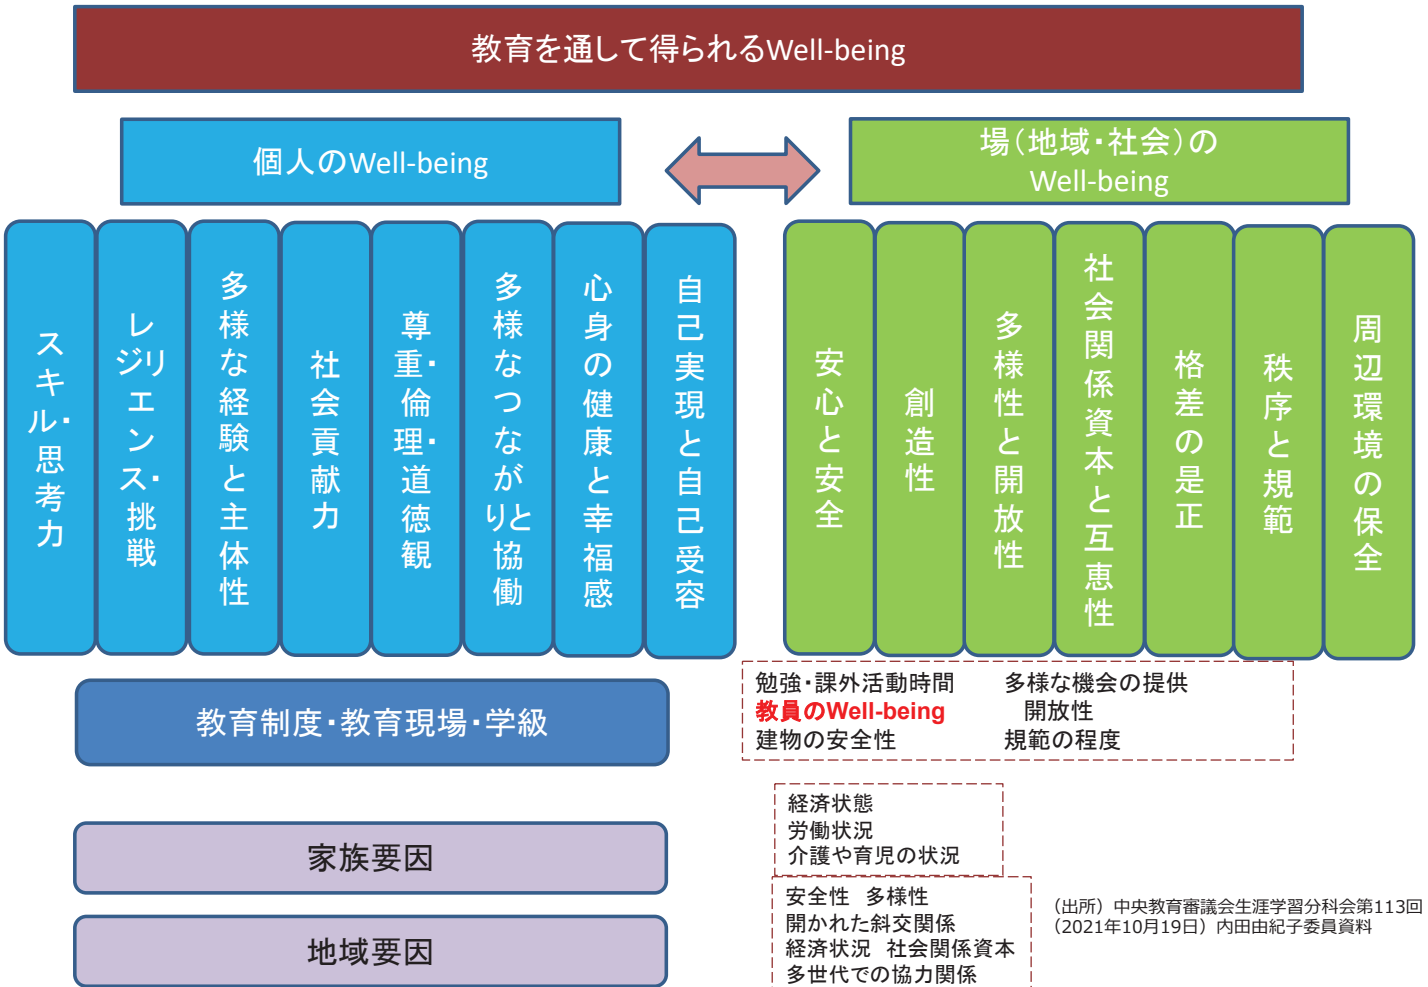 教育を通して得られるWell-being
個人のWell-being
場(地域・社会)の
Well-being
スキル・思考力
レジリエンス・挑戦
多様な経験と主体性
社会貢献力
尊重・倫理・道徳観
多様なつながりと協働
心身の健康と幸福感
自己実現と自己受容
安心と安全
創造性
多様性と開放性
社会関係資本と互恵性
格差の是正
秩序と規範
周辺環境の保全
教育制度・教育現場・学級
勉強・課外活動時間 多様な機会の提供
教員のWell-being 開放性
建物の安全性 規範の程度
家族要因
経済状態
労働状況
介護や育児の状況
地域要因
安全性 多様性
開かれた斜交関係
経済状況 社会関係資本
多世代での協力関係
(出所)中央教育審議会生涯学習分科会第113回
(2021年10月19日)内田由紀子委員資料